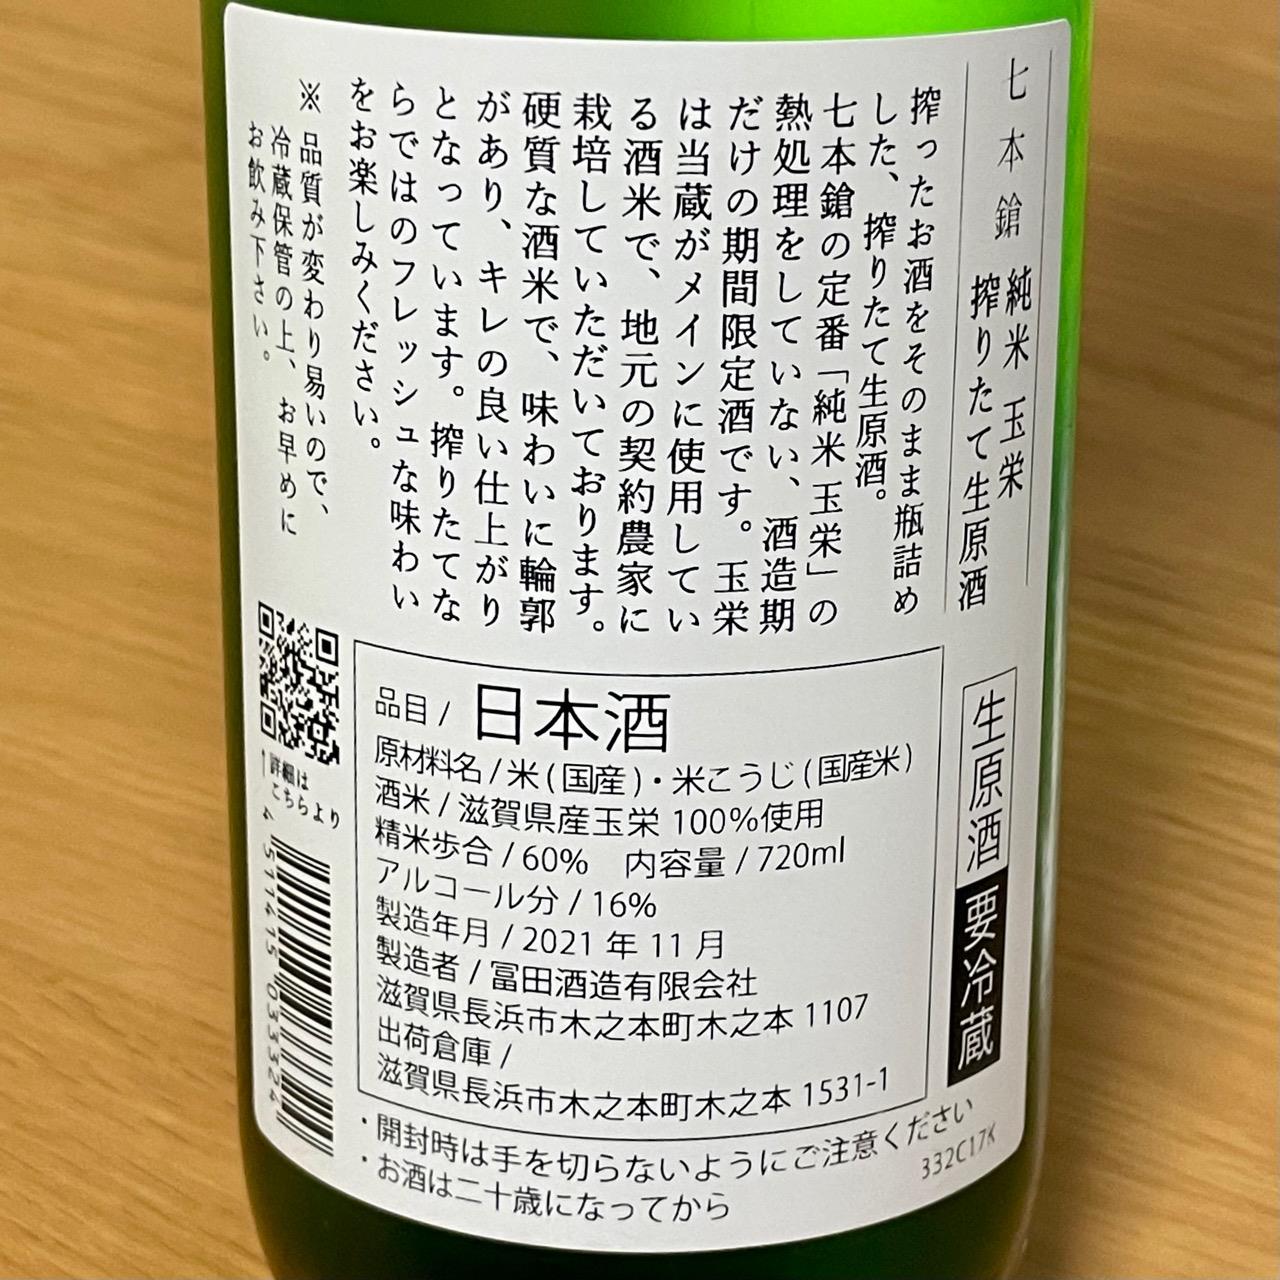 七本鎗
純米 玉栄
搾りたて生原酒
搾ったお酒をそのまま瓶詰め
した、搾りたて生原酒。
七本鎗の定番「純米 玉栄」の
熱処理をしていない、酒造期
だけの期間限定酒です。玉栄
は当蔵がメインに使用してい
る酒米で、地元の契約農家に
栽培していただいております。
硬質な酒米で、味わいに輪郭
があり、キレの良い仕上がり
となっています。搾りたてな
らではのフレッシュな味わい
をお楽しみください。
※ 品質が変わり易いので、
冷蔵保管の上、お早めに
お飲み下さい。
生原酒
要冷蔵
品目 / 日本酒
原材料名 / 米 (国産)・米こうじ (国産米)
酒米 / 滋賀県産玉栄 100%使用
精米歩合 / 60% 内容量 / 720ml
アルコール分 / 16%
製造年月 / 2021 年 11 月
製造者 / 冨田酒造有限会社
滋賀県長浜市木之本町木之本 1107
出荷倉庫 /
滋賀県長浜市木之本町木之本 1531-1
↑詳細は
こちらより
4 511415 033324
・開封時は手を切らないようにご注意ください
・お酒は二十歳になってから
332C17K